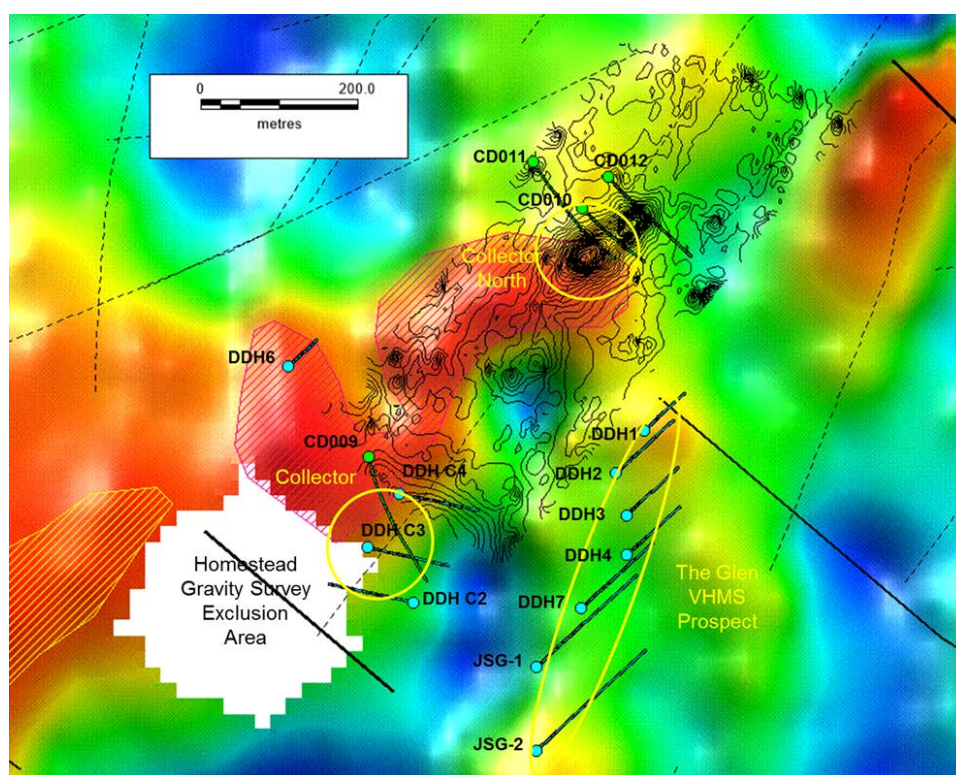 0 200.0
metres
CD011
CD012
CD010
Collector
North
DDH6
CD009
DDH C4
Collector
DDH1
DDH2
DDH3
DDH C3
DDH4
Homestead
Gravity Survey
Exclusion
Area
DDH C2
DDH7
The Glen
VHMS
Prospect
JSG-1
JSG-2